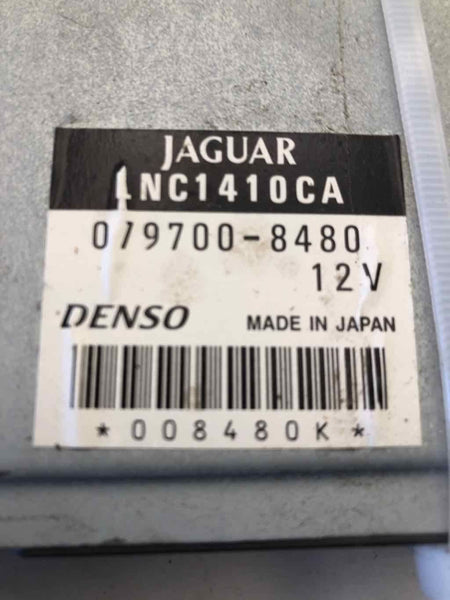 JAGUAR
LNC1410CA
079700-8480
12V
DENSO MADE IN JAPAN
*008480K*